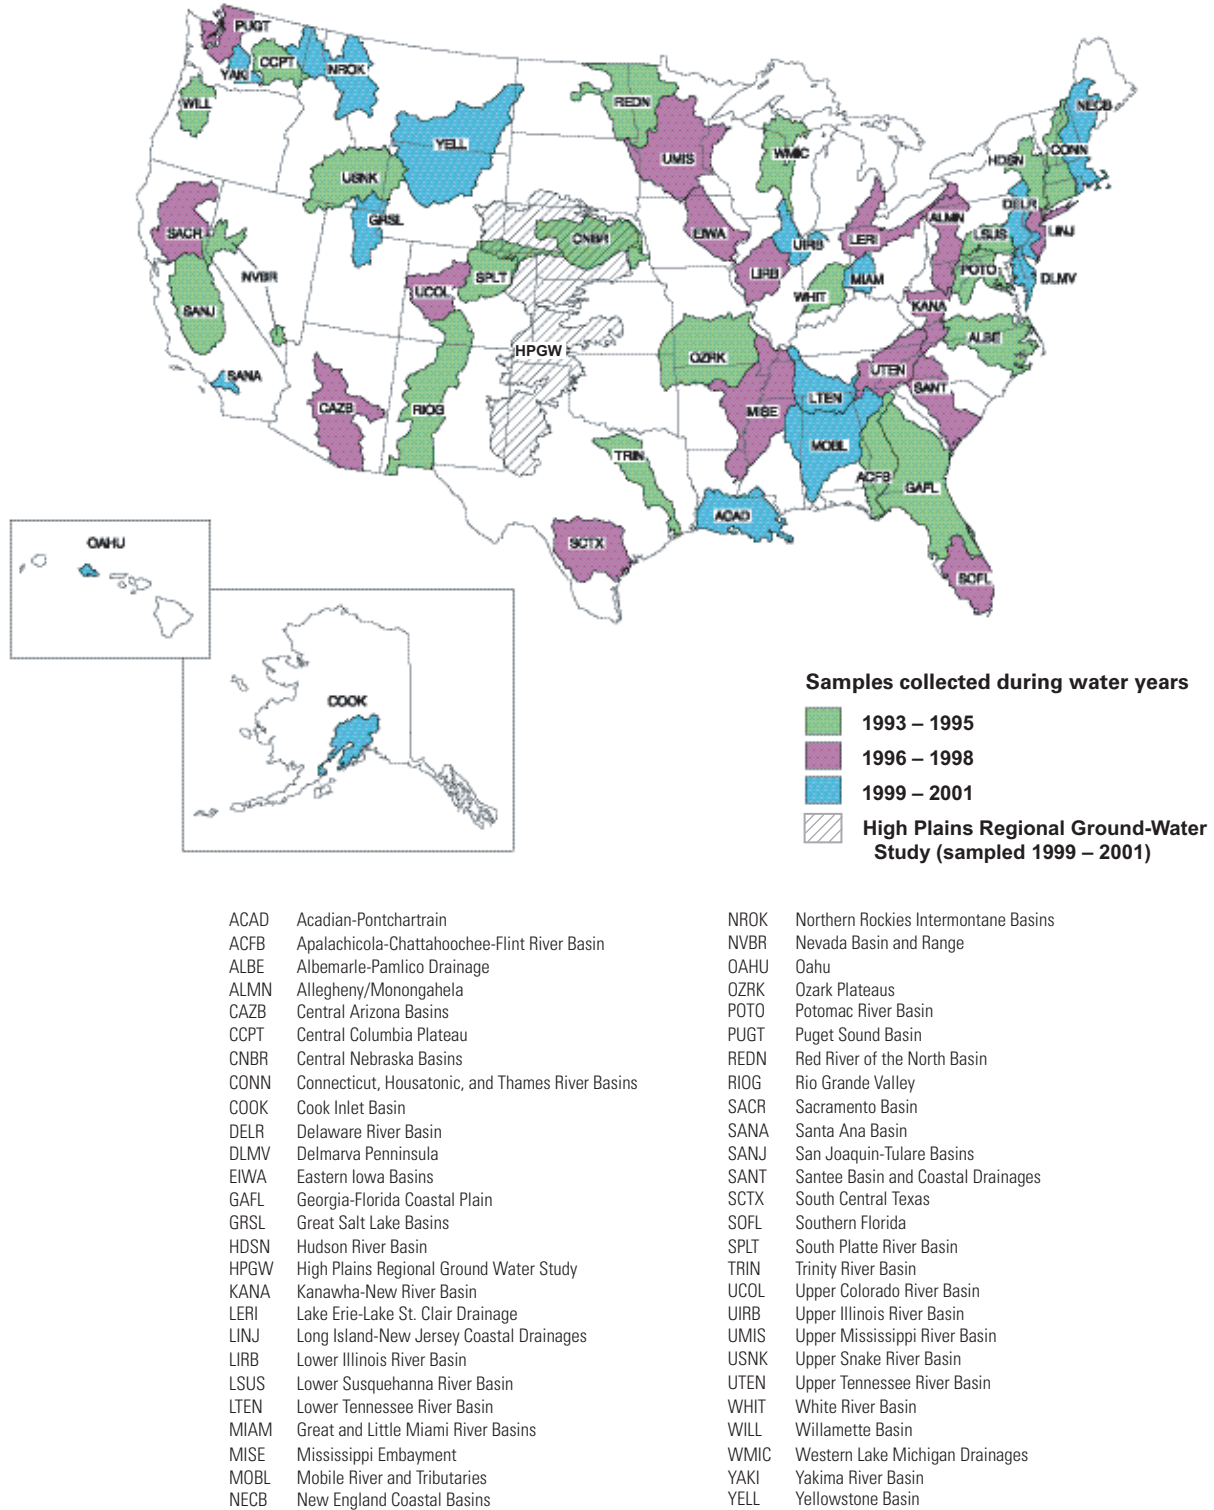 PUGT
YAKI
CCPT
NROK
WILL
YELL
USNK
GRSL
REDN
UMIS
WMIC
NECB
CONN
HDSN
DELR
ALMN
LINJ
LSUS
POTO
DLMV
SACR
NVBR
SANJ
CNBR
SPLT
UCOL
EIWA
UIRB
LERI
LIRB
WHIT
MIAM
KANA
ALBE
HPGW
OZRK
UTEN
SANT
SANA
CAZB
RIOG
LTEN
MISE
MOBL
TRIN
ACFB
GAFL
ACAD
SCTX
SOFL
OAHU
COOK
Samples collected during water years
1993 – 1995
1996 – 1998
1999 – 2001
High Plains Regional Ground-Water
Study (sampled 1999 – 2001)
ACAD Acadian-Pontchartrain
ACFB Apalachicola-Chattahoochee-Flint River Basin
ALBE Albemarle-Pamlico Drainage
ALMN Allegheny/Monongahela
CAZB Central Arizona Basins
CCPT Central Columbia Plateau
CNBR Central Nebraska Basins
CONN Connecticut, Housatonic, and Thames River Basins
COOK Cook Inlet Basin
DELR Delaware River Basin
DLMV Delmarva Penninsula
EIWA Eastern Iowa Basins
GAFL Georgia-Florida Coastal Plain
GRSL Great Salt Lake Basins
HDSN Hudson River Basin
HPGW High Plains Regional Ground Water Study
KANA Kanawha-New River Basin
LERI Lake Erie-Lake St. Clair Drainage
LINJ Long Island-New Jersey Coastal Drainages
LIRB Lower Illinois River Basin
LSUS Lower Susquehanna River Basin
LTEN Lower Tennessee River Basin
MIAM Great and Little Miami River Basins
MISE Mississippi Embayment
MOBL Mobile River and Tributaries
NECB New England Coastal Basins
NROK Northern Rockies Intermontane Basins
NVBR Nevada Basin and Range
OAHU Oahu
OZRK Ozark Plateaus
POTO Potomac River Basin
PUGT Puget Sound Basin
REDN Red River of the North Basin
RIOG Rio Grande Valley
SACR Sacramento Basin
SANA Santa Ana Basin
SANJ San Joaquin-Tulare Basins
SANT Santee Basin and Coastal Drainages
SCTX South Central Texas
SOFL Southern Florida
SPLT South Platte River Basin
TRIN Trinity River Basin
UCOL Upper Colorado River Basin
UIRB Upper Illinois River Basin
UMIS Upper Mississippi River Basin
USNK Upper Snake River Basin
UTEN Upper Tennessee River Basin
WHIT White River Basin
WILL Willamette Basin
WMIC Western Lake Michigan Drainages
YAKI Yakima River Basin
YELL Yellowstone Basin